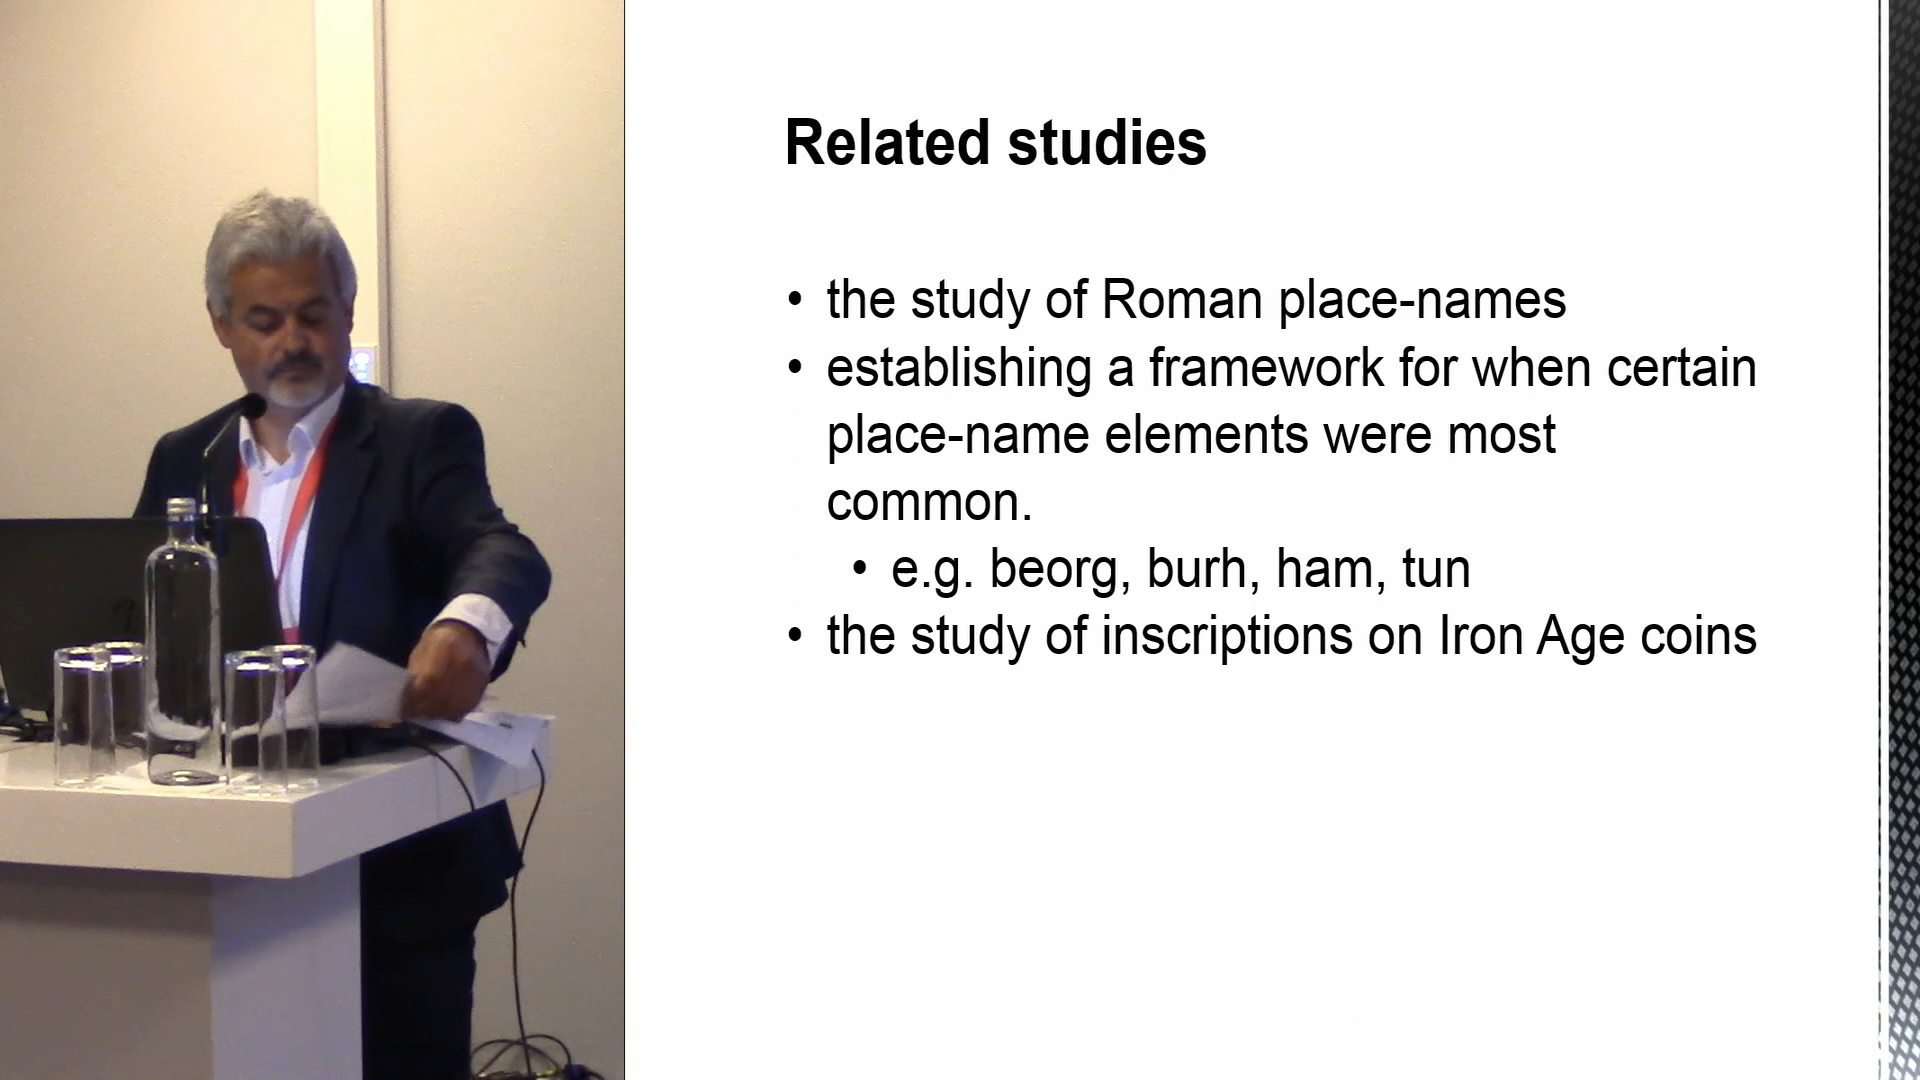 Related studies
• the study of Roman place-names
• establishing a framework for when certain
place-name elements were most
common.
• e.g. beorg, burh, ham, tun
• the study of inscriptions on Iron Age coins